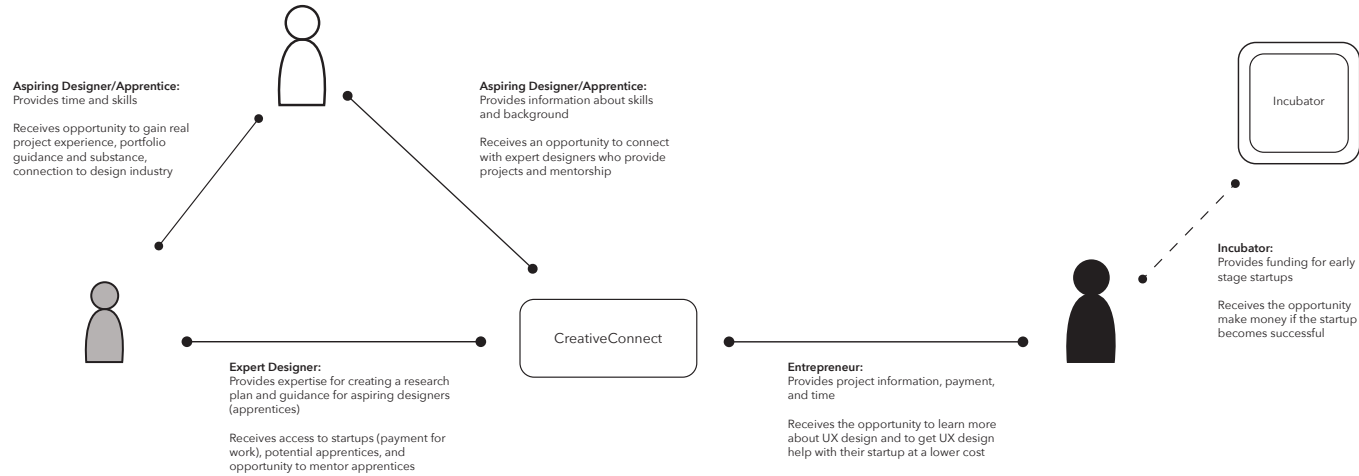 Aspiring Designer/Apprentice:
Provides time and skills
Receives opportunity to gain real
project experience, portfolio
guidance and substance,
connection to design industry
Aspiring Designer/Apprentice:
Provides information about skills
and background
Receives an opportunity to connect
with expert designers who provide
projects and mentorship
Incubator
Incubator:
Provides funding for early
stage startups
Receives the opportunity
make money if the startup
becomes successful
CreativeConnect
Expert Designer:
Provides expertise for creating a research
plan and guidance for aspiring designers
(apprentices)
Receives access to startups (payment for
work), potential apprentices, and
opportunity to mentor apprentices
Entrepreneur:
Provides project information, payment,
and time
Receives the opportunity to learn more
about UX design and to get UX design
help with their startup at a lower cost